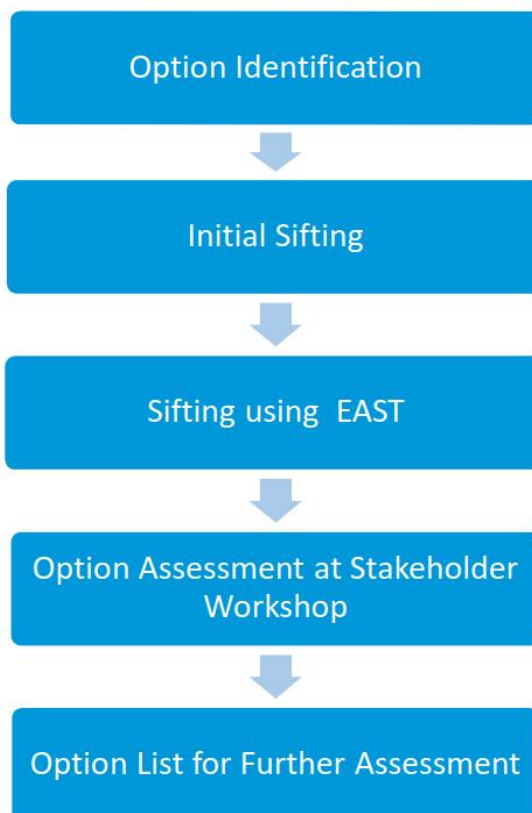 Option Identification
Initial Sifting
Sifting using  EAST
Option Assessment at Stakeholder
Workshop
Option List for Further Assessment